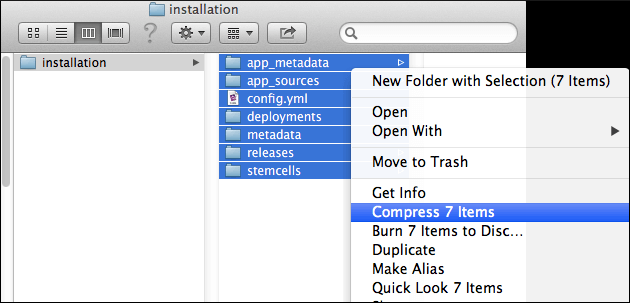 installation
?
installation
app_metadata
app_sources
config.yml
deployments
metadata
releases
stemcells
New Folder with Selection (7 Items)
Open
Open With
Move to Trash
Get Info
Compress 7 Items
Burn 7 Items to Disc...
Duplicate
Make Alias
Quick Look 7 Items